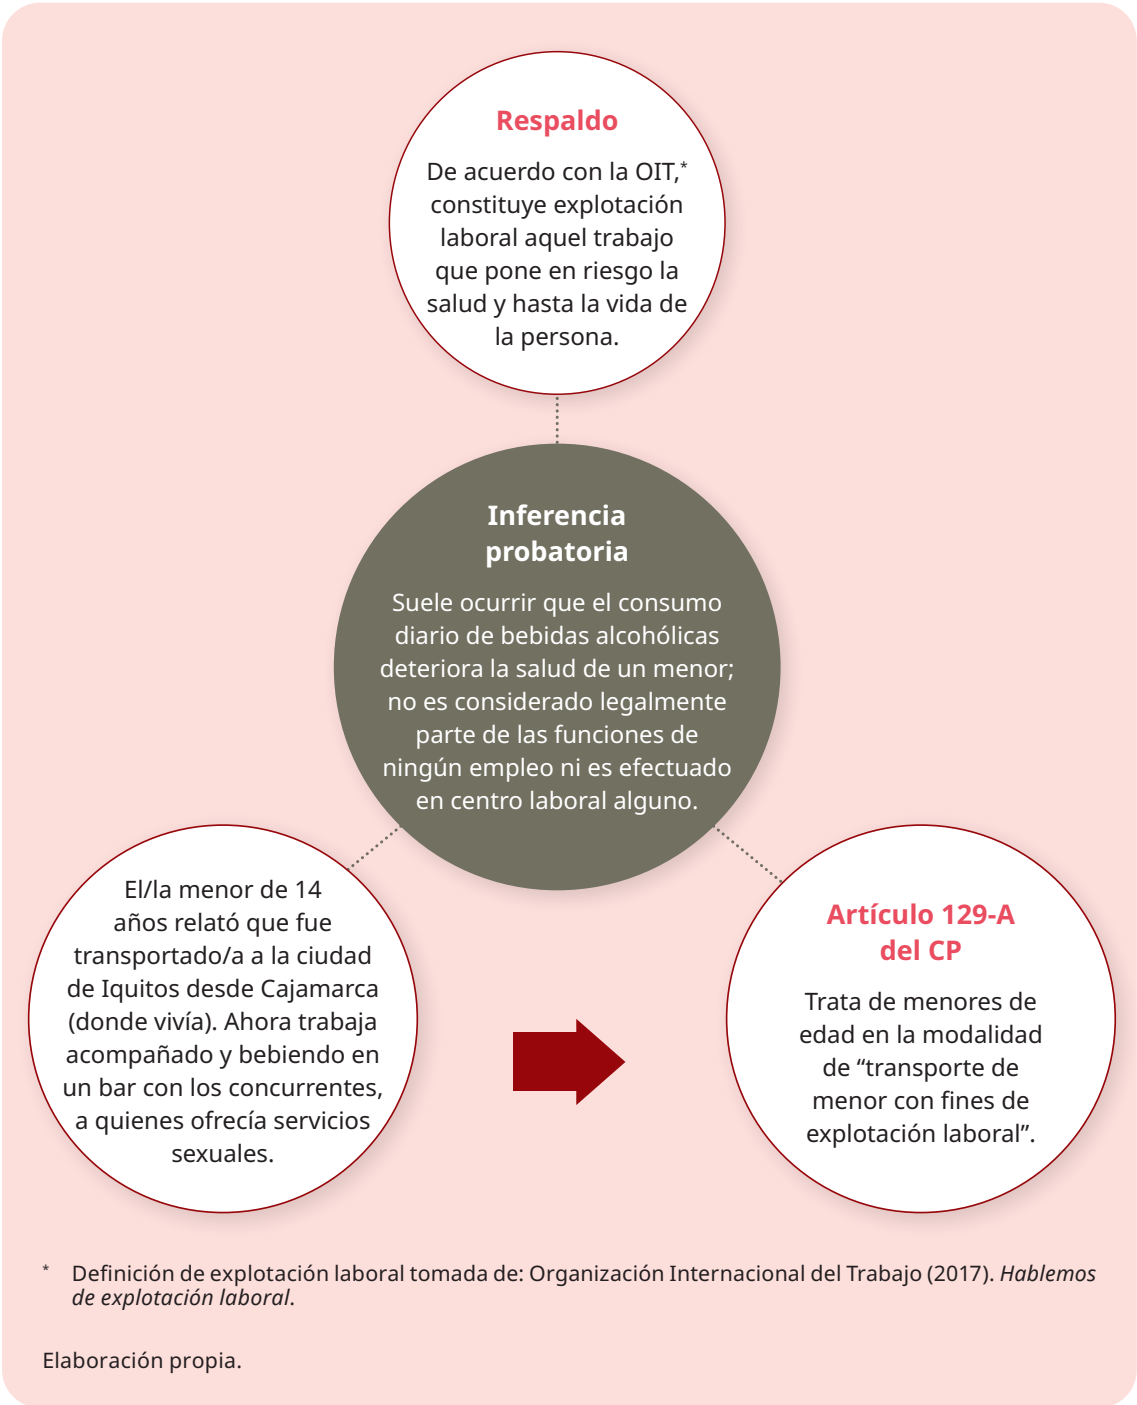 Respaldo
De acuerdo con la OIT,*
constituye explotación
laboral aquel trabajo
que pone en riesgo la
salud y hasta la vida de
la persona.
Inferencia
probatoria
Suele ocurrir que el consumo
diario de bebidas alcohólicas
deteriora la salud de un menor;
no es considerado legalmente
parte de las funciones de
ningún empleo ni es efectuado
en centro laboral alguno.
El/la menor de 14
años relató que fue
transportado/a a la ciudad
de Iquitos desde Cajamarca
(donde vivía). Ahora trabaja
acompañado y bebiendo en
un bar con los concurrentes,
a quienes ofrecía servicios
sexuales.
Artículo 129-A
del CP
Trata de menores de
edad en la modalidad
de “transporte de
menor con fines de
explotación laboral”.
* Definición de explotación laboral tomada de: Organización Internacional del Trabajo (2017). Hablemos
de explotación laboral.
Elaboración propia.